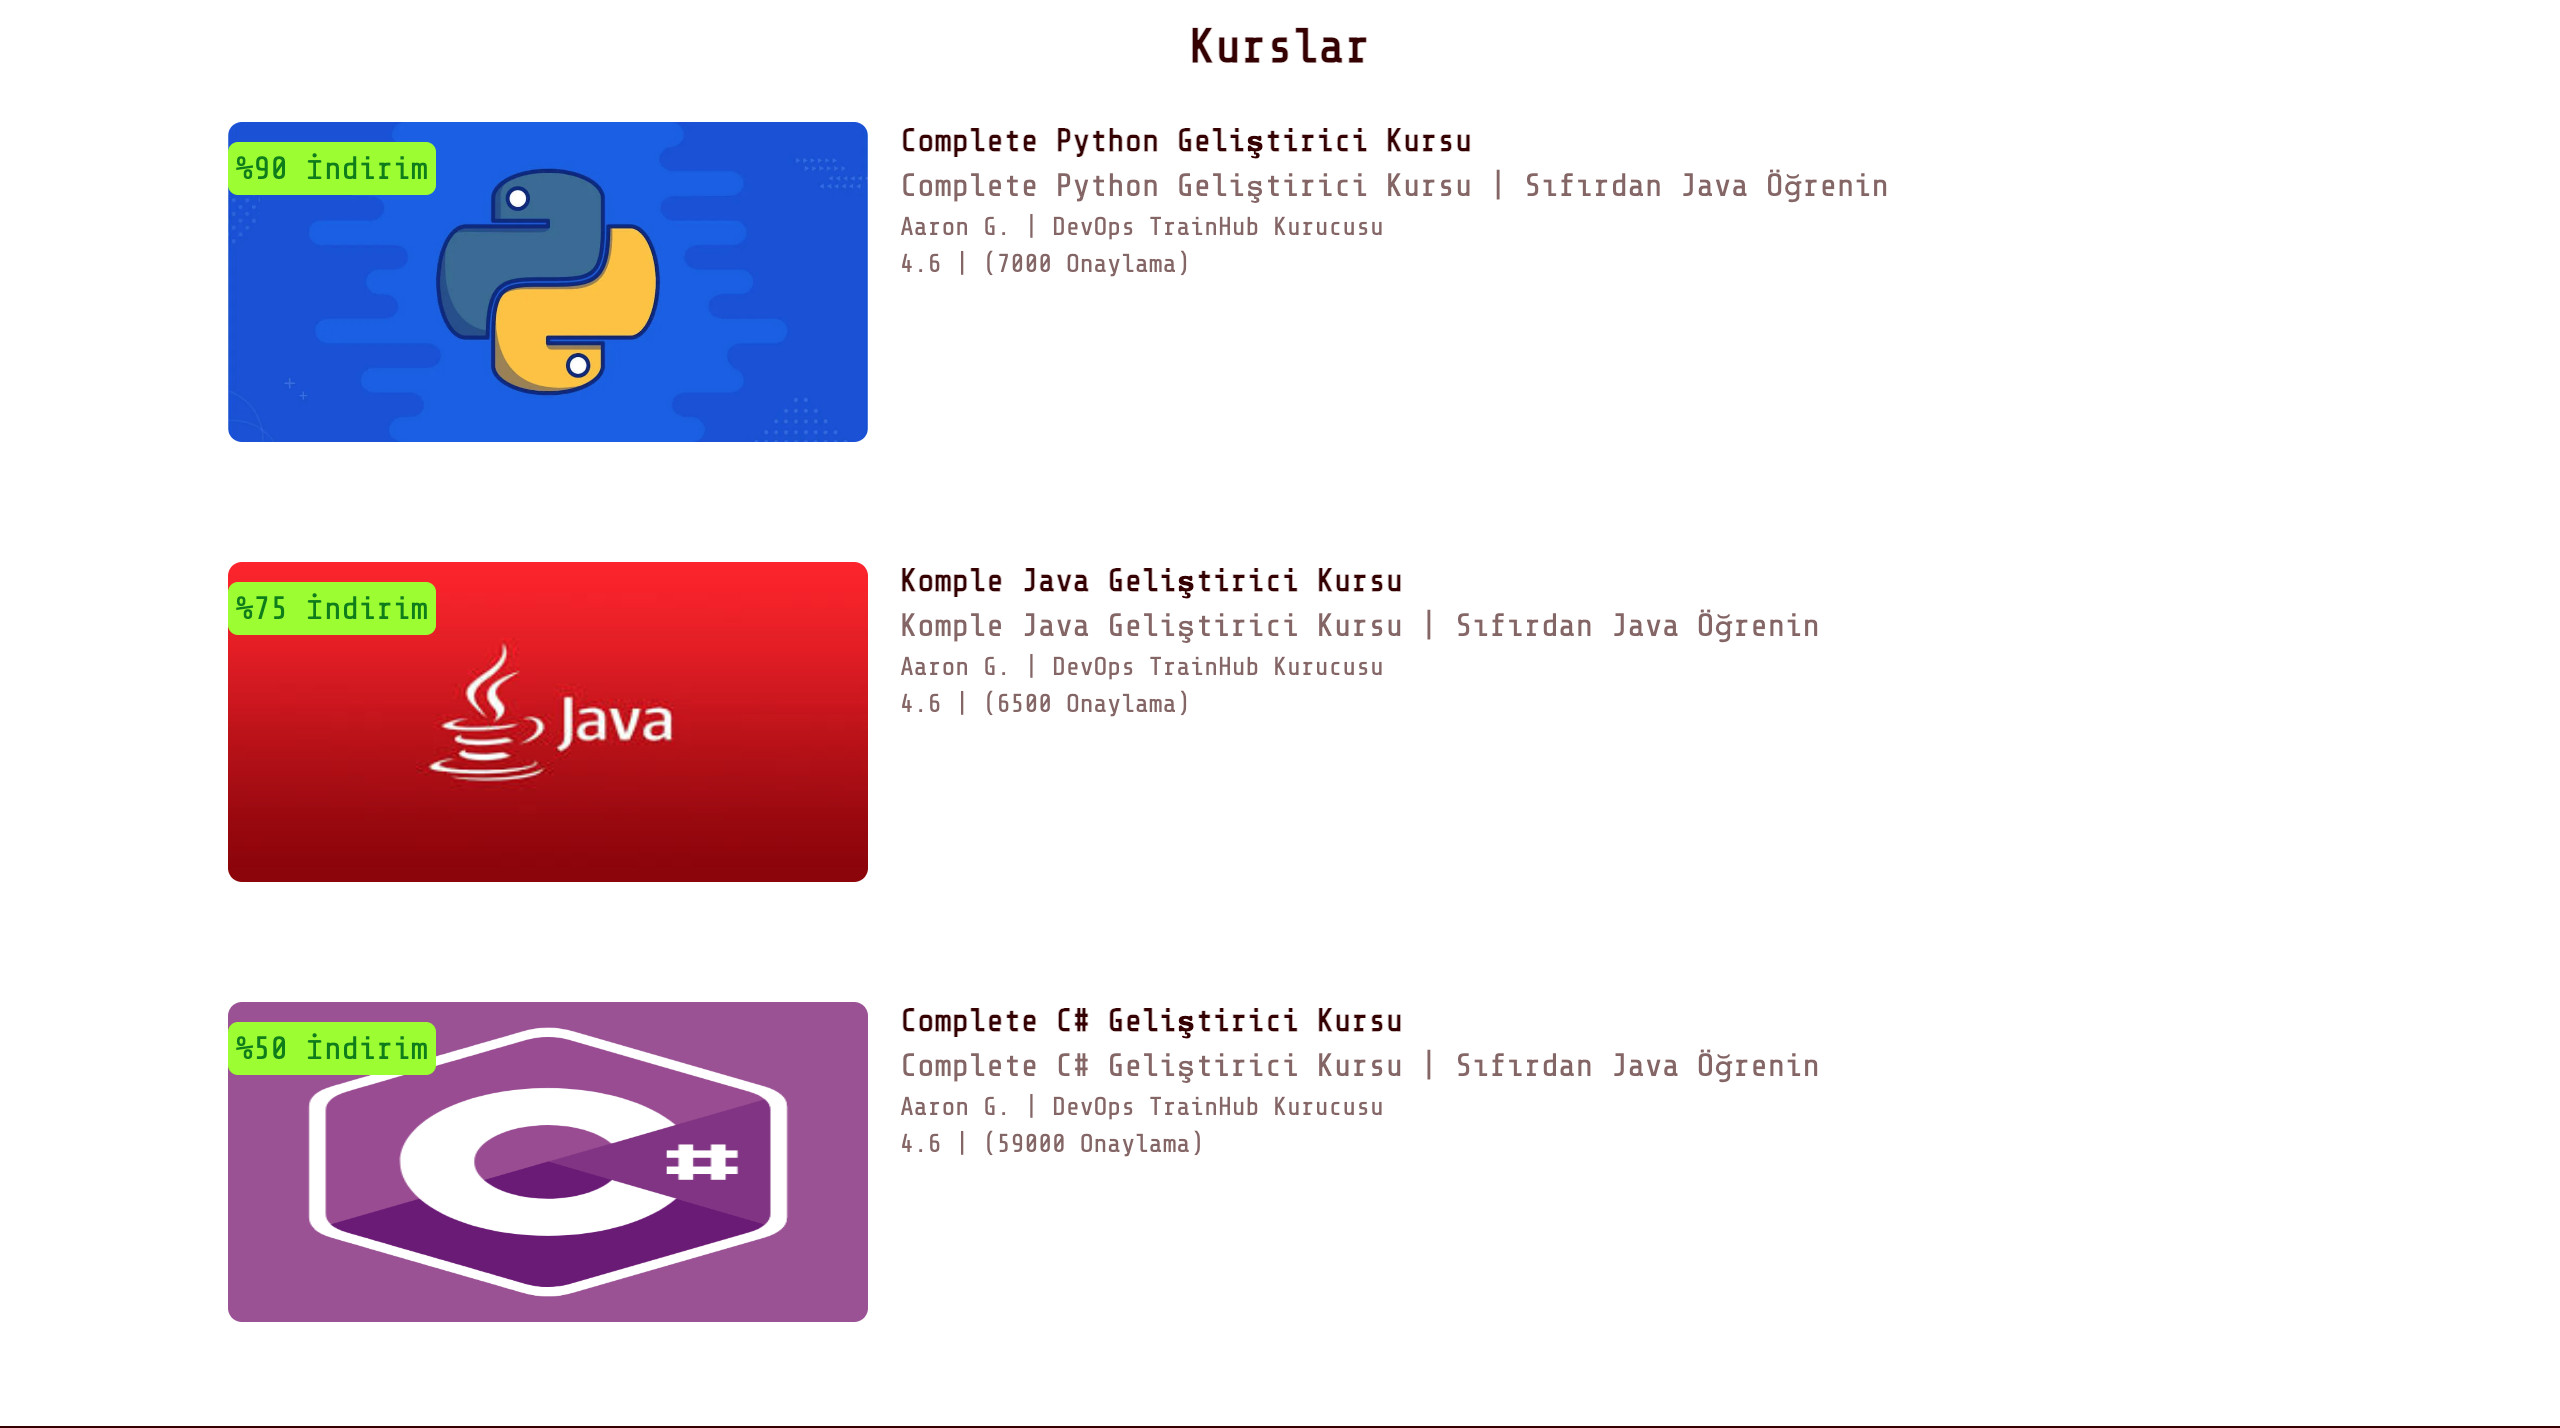 Kurslar
%90 İndirim
Complete Python Geliştirici Kursu
Complete Python Geliştirici Kursu | Sıfırdan Java Öğrenin
Aaron G. | DevOps TrainHub Kurucusu
4.6 | (7000 Onaylama)
%75 İndirim
Java
Komple Java Geliştirici Kursu
Komple Java Geliştirici Kursu | Sıfırdan Java Öğrenin
Aaron G. | DevOps TrainHub Kurucusu
4.6 | (6500 Onaylama)
%50 İndirim
C#
Complete C# Geliştirici Kursu
Complete C# Geliştirici Kursu | Sıfırdan Java Öğrenin
Aaron G. | DevOps TrainHub Kurucusu
4.6 | (59000 Onaylama)